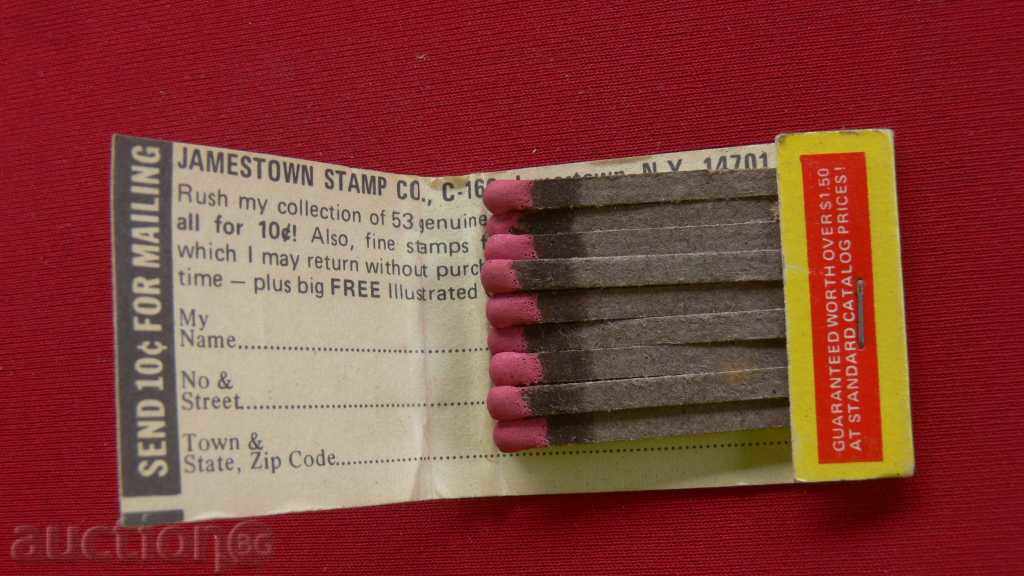 SEND 10¢ FOR MAILING
JAMESTOWN STAMP CO., C-16 Jamestown, N.Y. 14701
Rush my collection of 53 genuine
all for 10¢! Also, fine stamps
which I may return without purch
time — plus big FREE Illustrated
My
Name
No &
Street
Town &
State, Zip Code
GUARANTEED WORTH OVER $1.50
AT STANDARD CATALOG PRICES!
auction BG